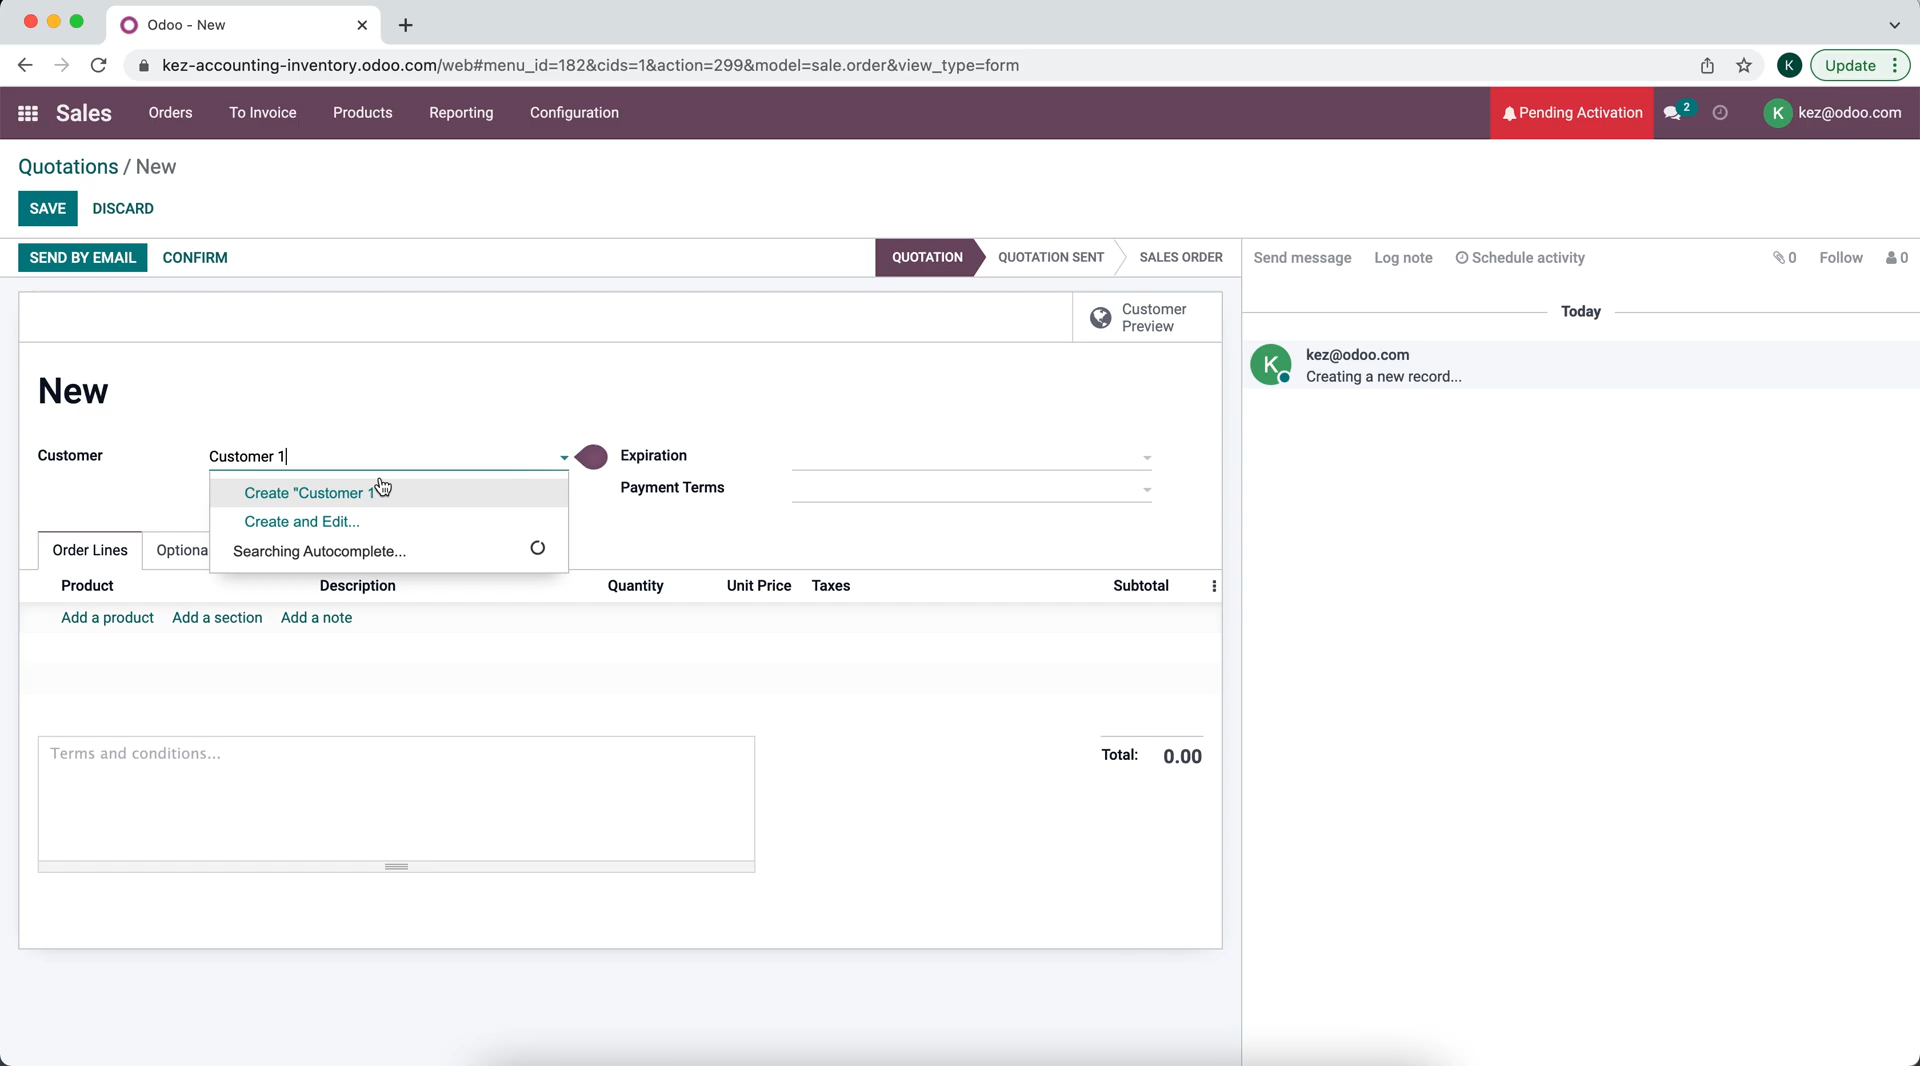 Odoo - New
kez-accounting-inventory.odoo.com/web#menu_id=182&cids=1&action=299&model=sale.order&view_type=form
K
Update
Sales
Orders
To Invoice
Products
Reporting
Configuration
Pending Activation
2
K
kez@odoo.com
Quotations / New
SAVE
DISCARD
SEND BY EMAIL
CONFIRM
QUOTATION
QUOTATION SENT
SALES ORDER
Send message
Log note
Schedule activity
0
Follow
0
Customer
Preview
Today
K
kez@odoo.com
Creating a new record...
New
Customer
Customer 1
Expiration
Create "Customer 1
Payment Terms
Create and Edit...
Searching Autocomplete...
Order Lines
Optiona
Product
Description
Quantity
Unit Price
Taxes
Subtotal
Add a product
Add a section
Add a note
Terms and conditions...
Total:
0.00